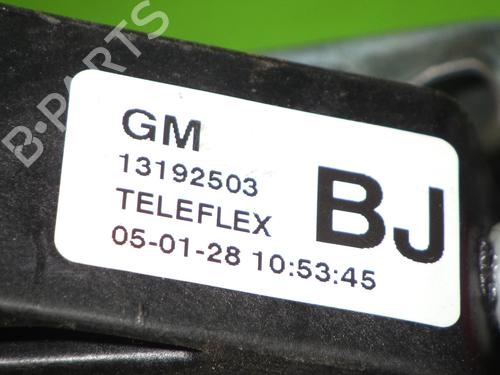 B-PARTS
GM
13192503
TELEFLEX
05-01-28 10:53:45
BJ